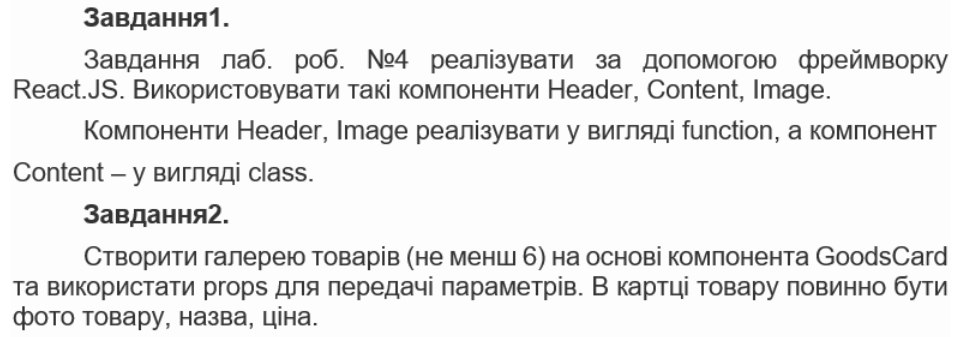 Завдання1.
Завдання лаб. роб. №4 реалізувати за допомогою фреймворку
React.JS. Використовувати такі компоненти Header, Content, Image.
Компоненти Header, Image реалізувати у вигляді function, а компонент
Content – у вигляді class.
Завдання2.
Створити галерею товарів (не менш 6) на основі компонента GoodsCard
та використати props для передачі параметрів. В картці товару повинно бути
фото товару, назва, ціна.